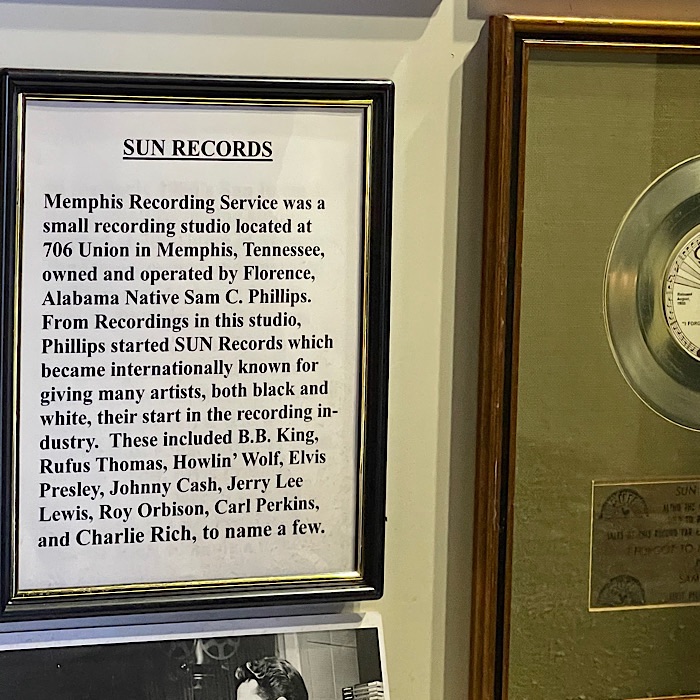 SUN RECORDS
Memphis Recording Service was a
small recording studio located at
706 Union in Memphis, Tennessee,
owned and operated by Florence,
Alabama Native Sam C. Phillips.
From Recordings in this studio,
Phillips started SUN Records which
became internationally known for
giving many artists, both black and
white, their start in the recording in-
dustry.  These included B.B. King,
Rufus Thomas, Howlin' Wolf, Elvis
Presley, Johnny Cash, Jerry Lee
Lewis, Roy Orbison, Carl Perkins,
and Charlie Rich, to name a few.
SUN
I FORGOT TO